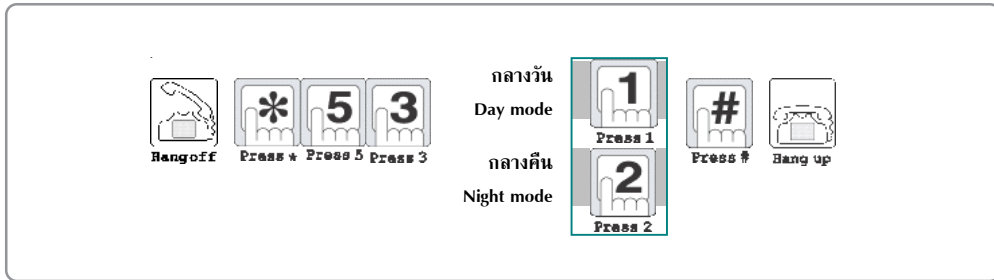 กลางวัน
Day mode
Hangoff
*
Press *
5
Press 5
3
Press 3
1
Press 1
#
Press #
Hang up
กลางคืน
Night mode
2
Press 2